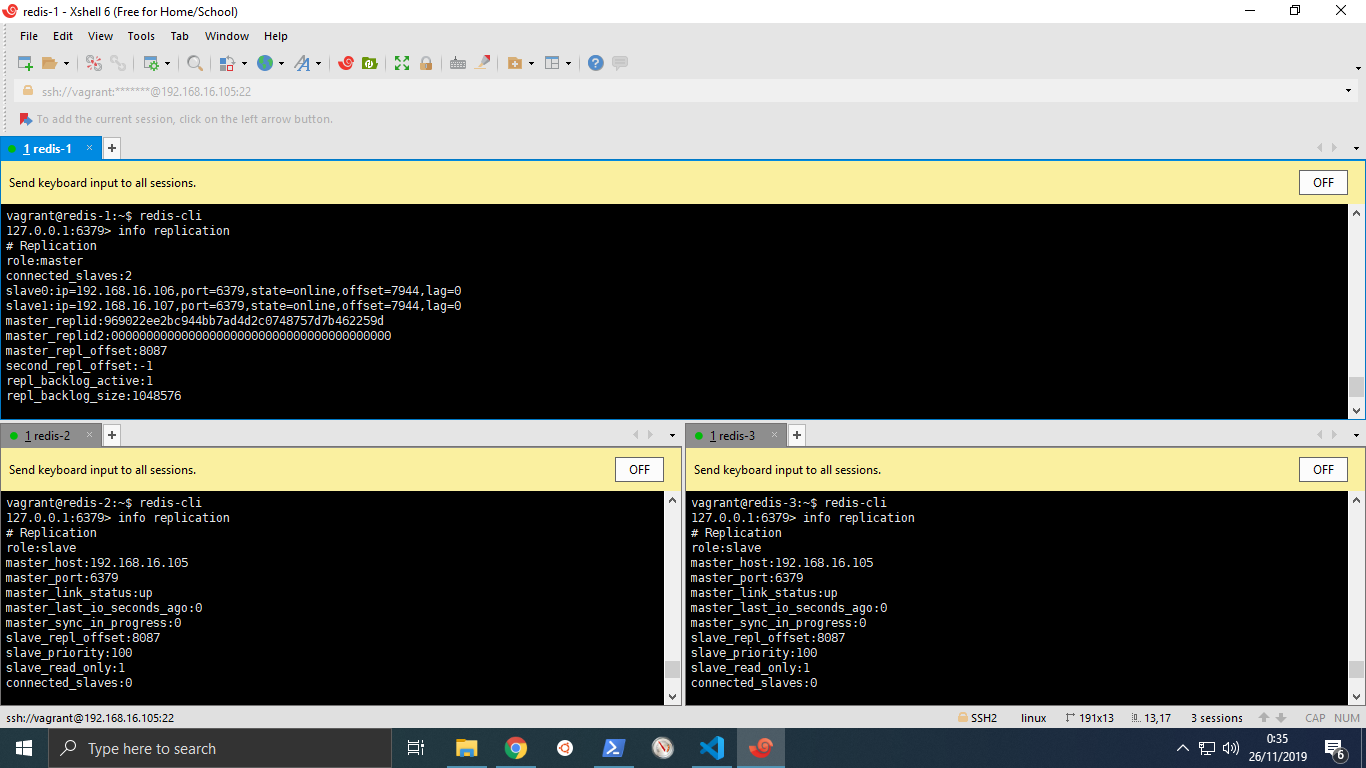 redis-1 - Xshell 6 (Free for Home/School)
File Edit View Tools Tab Window Help
ssh://vagrant:*******@192.168.16.105:22
To add the current session, click on the left arrow button.
1 redis-1 × +
Send keyboard input to all sessions. OFF
vagrant@redis-1:~$ redis-cli
127.0.0.1:6379> info replication
# Replication
role:master
connected_slaves:2
slave0:ip=192.168.16.106,port=6379,state=online,offset=7944,lag=0
slave1:ip=192.168.16.107,port=6379,state=online,offset=7944,lag=0
master_replid:969022ee2bc944bb7ad4d2c0748757d7b462259d
master_replid2:0000000000000000000000000000000000000000
master_repl_offset:8087
second_repl_offset:-1
repl_backlog_active:1
repl_backlog_size:1048576
1 redis-2 × +
Send keyboard input to all sessions. OFF
vagrant@redis-2:~$ redis-cli
127.0.0.1:6379> info replication
# Replication
role:slave
master_host:192.168.16.105
master_port:6379
master_link_status:up
master_last_io_seconds_ago:0
master_sync_in_progress:0
slave_repl_offset:8087
slave_priority:100
slave_read_only:1
connected_slaves:0
1 redis-3 × +
Send keyboard input to all sessions. OFF
vagrant@redis-3:~$ redis-cli
127.0.0.1:6379> info replication
# Replication
role:slave
master_host:192.168.16.105
master_port:6379
master_link_status:up
master_last_io_seconds_ago:0
master_sync_in_progress:0
slave_repl_offset:8087
slave_priority:100
slave_read_only:1
connected_slaves:0
ssh://vagrant@192.168.16.105:22 SSH2 linux 191x13 13,17 3 sessions CAP NUM
Type here to search
0:35
26/11/2019
6